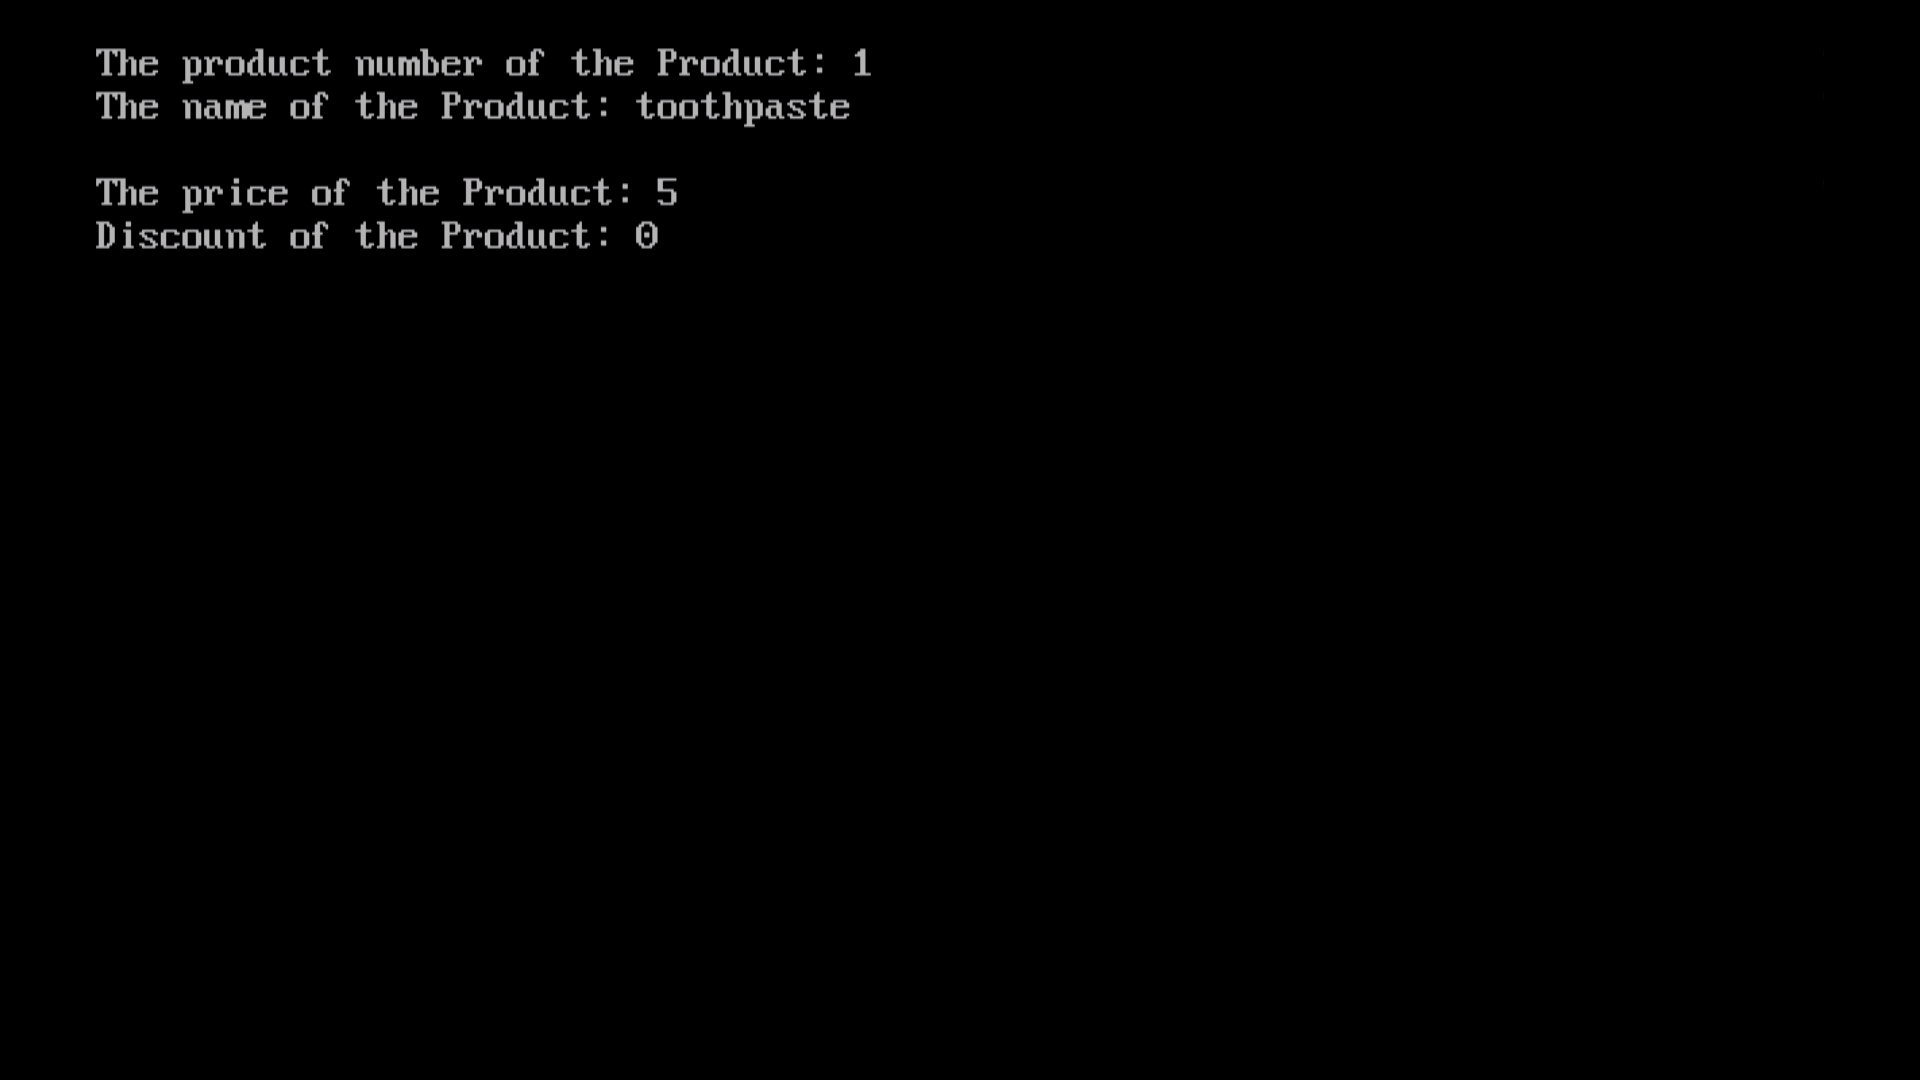 The product number of the Product: 1
The name of the Product: toothpaste
The price of the Product: 5
Discount of the Product: 0